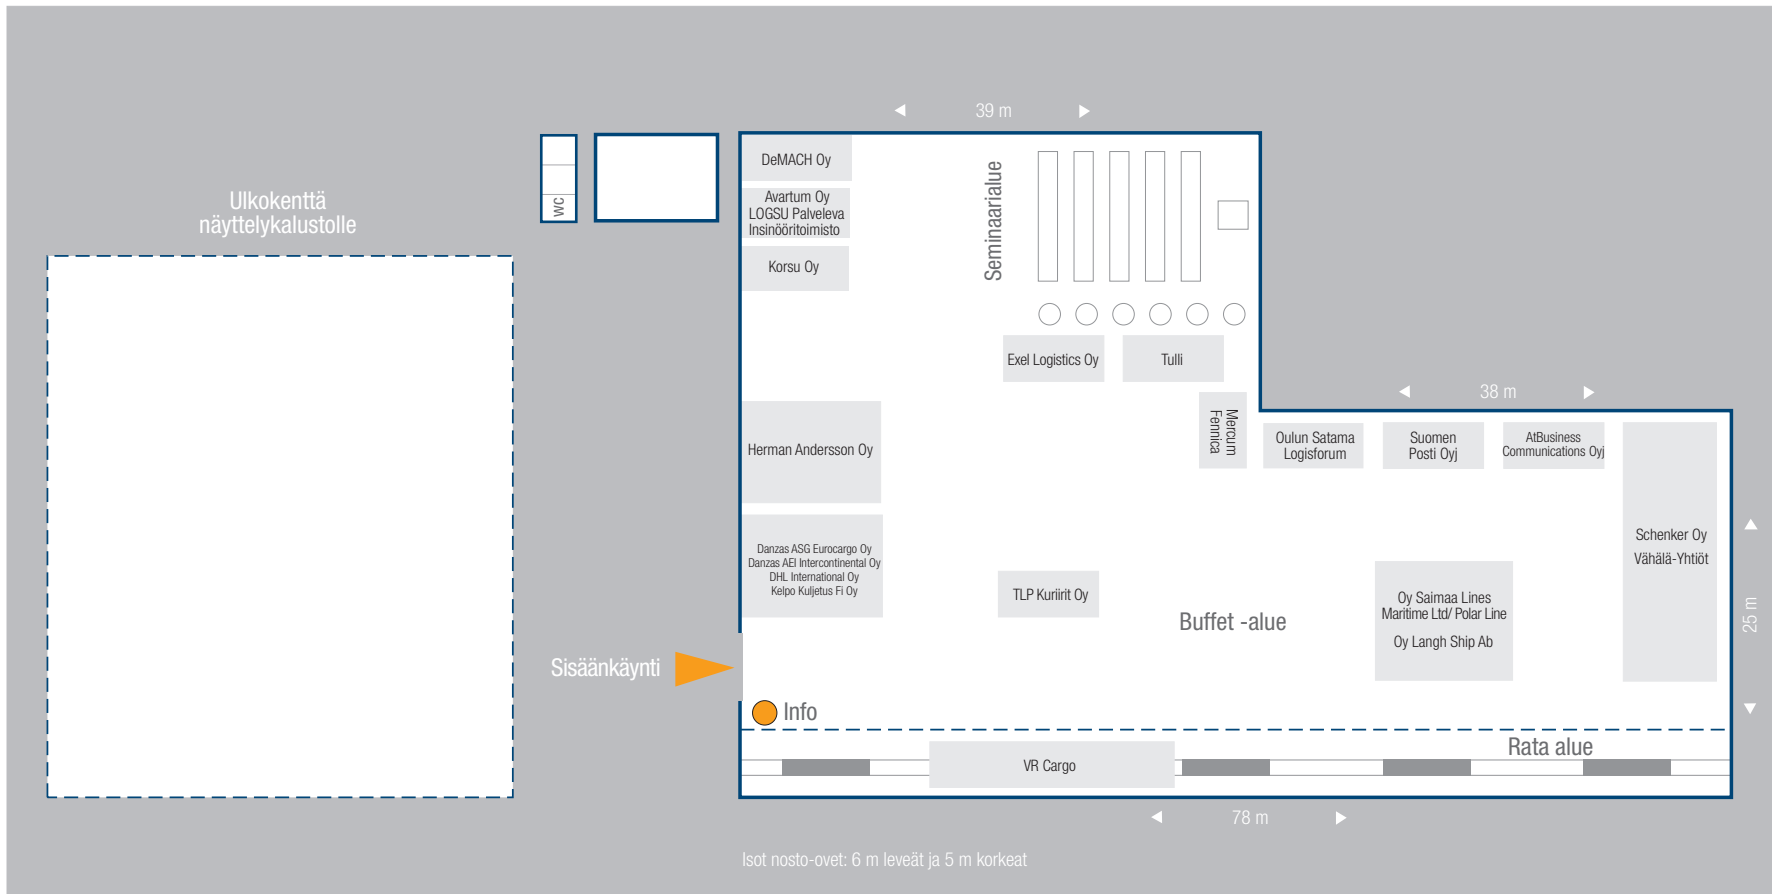 39 m
DeMACH Oy
Avartum Oy
LOGSU Palveleva
Insinööritoimisto
Korsu Oy
Seminaarialue
WC
Ulkokenttä
näyttelykalustolle
Exel Logistics Oy
Tulli
Mercum
Fennica
38 m
Oulun Satama
Logisforum
Suomen
Posti Oyj
AtBusiness
Communications Oyj
Herman Andersson Oy
Schenker Oy
Vähälä-Yhtiöt
Danzas ASG Eurocargo Oy
Danzas AEI Intercontinental Oy
DHL International Oy
Kelpo Kuljetus Fi Oy
TLP Kuriirit Oy
Buffet -alue
Oy Saimaa Lines
Maritime Ltd/ Polar Line
Oy Langh Ship Ab
25 m
Sisäänkäynti
Info
Rata alue
VR Cargo
78 m
Isot nosto-ovet: 6 m leveät ja 5 m korkeat